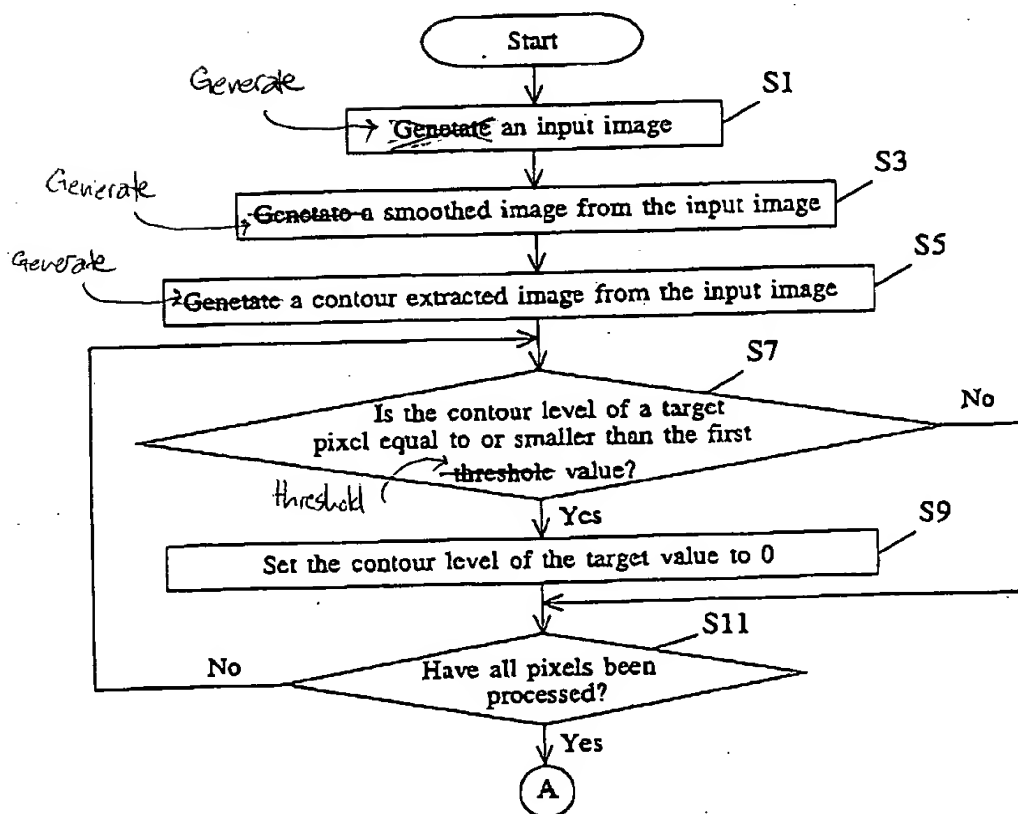 Start
Generate
S1
Genotate an input image
S3
Generate
Genetate a smoothed image from the input image
S5
Generate
Genetate a contour extracted image from the input image
S7
Is the contour level of a target
pixel equal to or smaller than the first
threshole value?
No
threshold
Yes
S9
Set the contour level of the target value to 0
S11
No
Have all pixels been
processed?
Yes
A